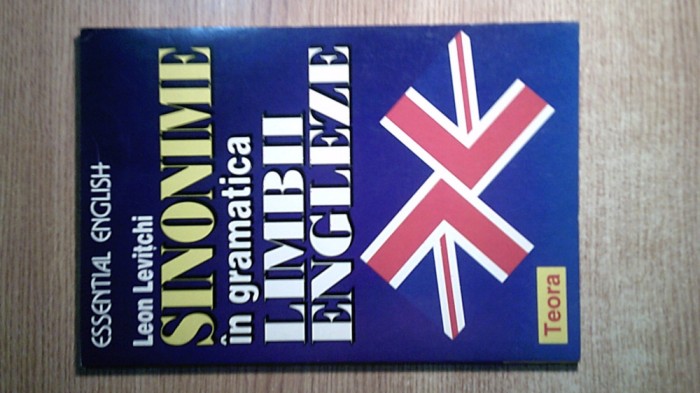 ESSENTIAL ENGLISH
Leon Levițchi
SINONIME
în gramatica
LIMBII
ENGLEZE
Teora